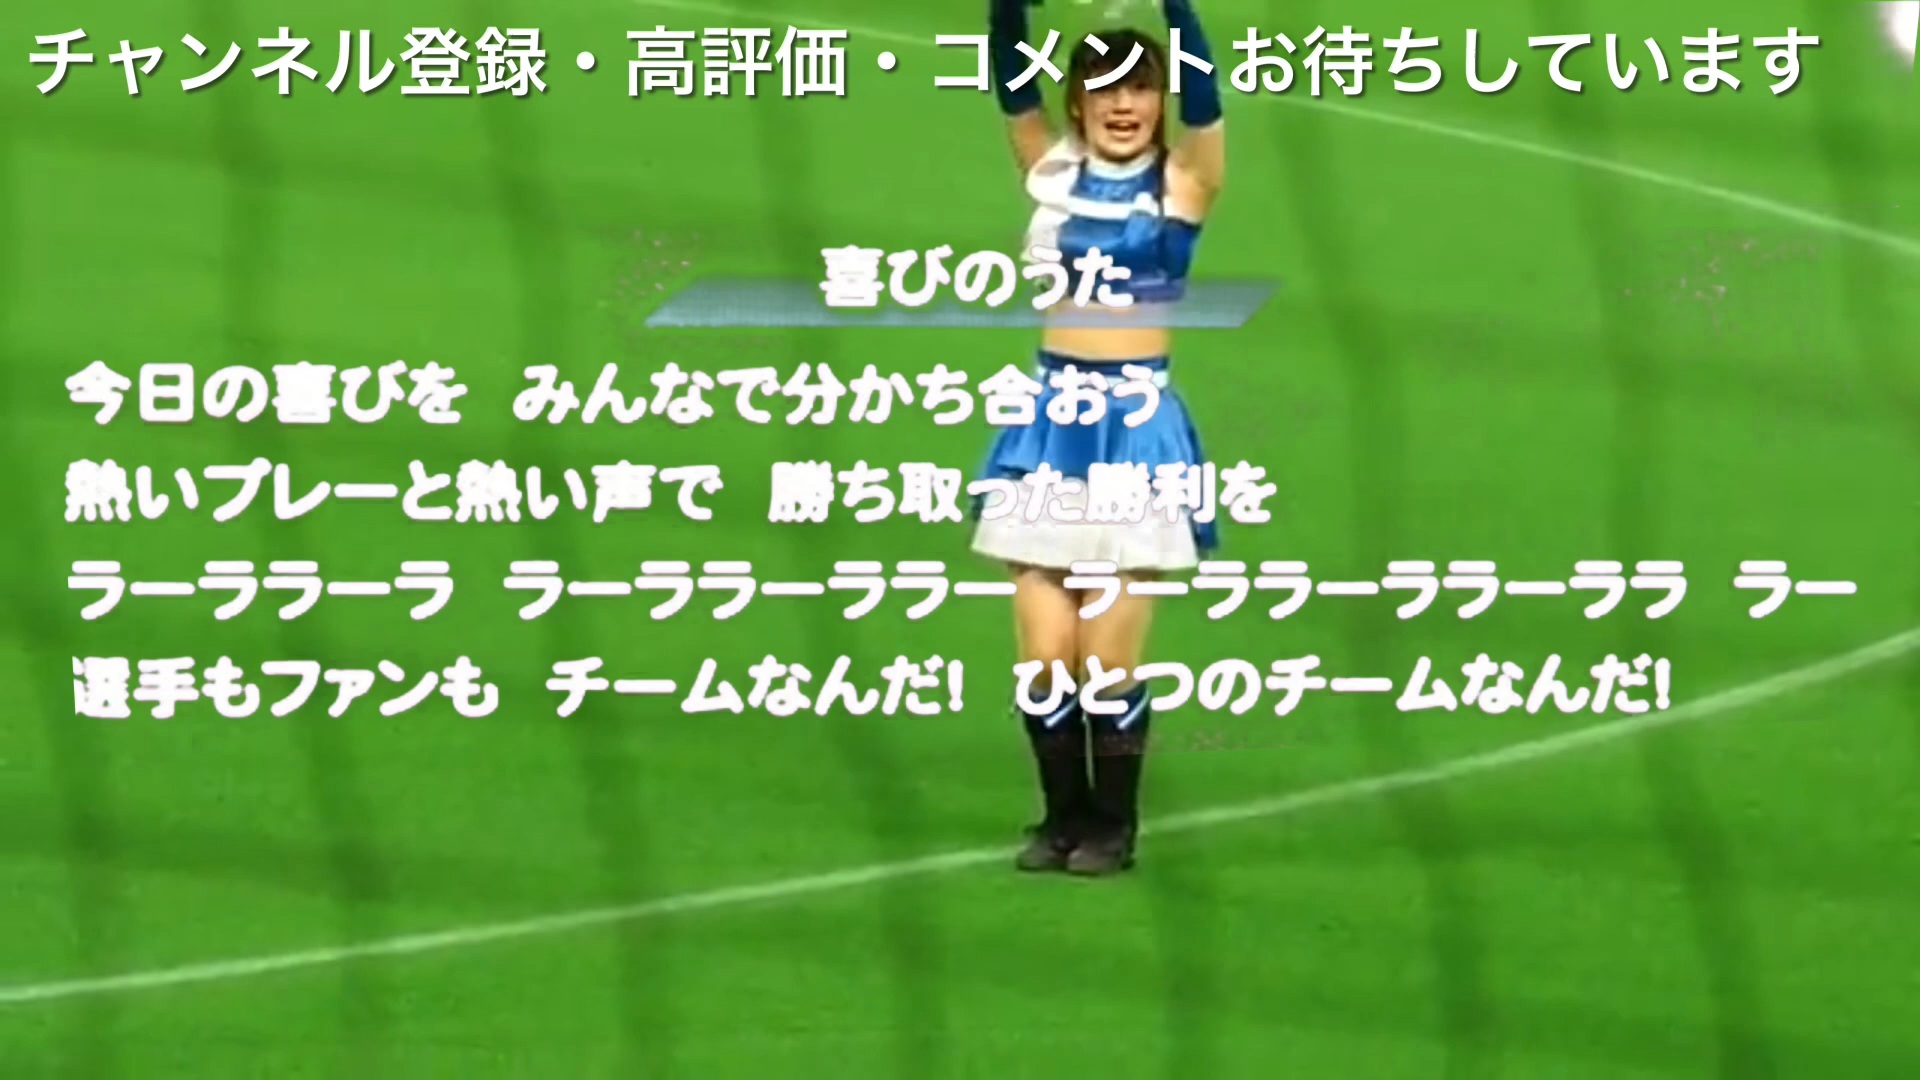 チャンネル登録・高評価・コメントお待ちしています
喜びのうた
今日の喜びを みんなで分かち合おう
熱いプレーと熱い声で 勝ち取った勝利を
ラーララーラ ラーララーララー ラーララーララーララ ラー
選手もファンも チームなんだ! ひとつのチームなんだ!